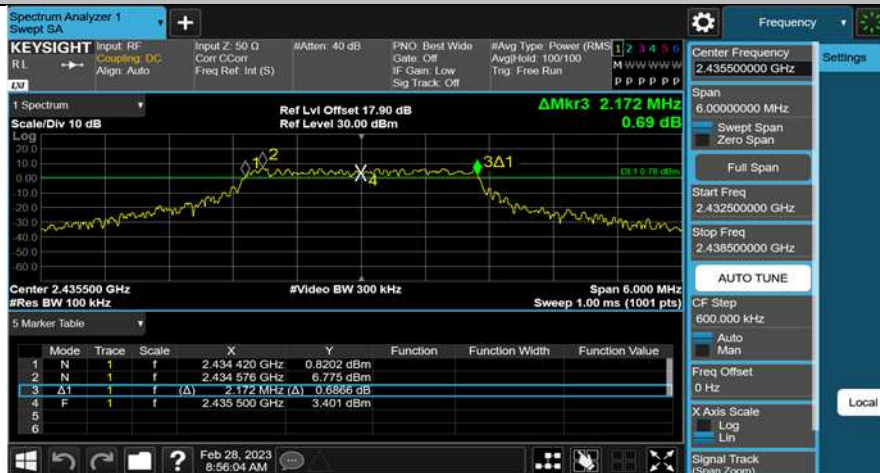 Spectrum Analyzer 1
Swept SA
+
Frequency
KEYSIGHT
RL
LXI
Input: RF
Coupling: DC
Align: Auto
Input Z: 50 Ω
Corr CCorr
Freq Ref: Int (S)
#Atten: 40 dB
PNO: Best Wide
Gate: Off
IF Gain: Low
Sig Track: Off
#Avg Type: Power (RMS
Avg|Hold: 100/100
Trig: Free Run
1 2 3 4 5 6
M W W W W W
P P P P P P
1 Spectrum
Scale/Div 10 dB
Ref Lvl Offset 17.90 dB
Ref Level 30.00 dBm
ΔMkr3 2.172 MHz
0.69 dB
Log
20.0
10.0
0.00
-10.0
-20.0
-30.0
-40.0
-50.0
-60.0
1
2
4
3Δ1
DL1 0.78 dBm
Center 2.435500 GHz
#Res BW 100 kHz
#Video BW 300 kHz
Span 6.000 MHz
Sweep 1.00 ms (1001 pts)
5 Marker Table
Mode Trace Scale X Y Function Function Width Function Value
1 N 1 f 2.434 420 GHz 0.8202 dBm
2 N 1 f 2.434 576 GHz 6.775 dBm
3 Δ1 1 f (Δ) 2.172 MHz (Δ) 0.6866 dB
4 F 1 f 2.435 500 GHz 3.401 dBm
5
6
?
Feb 28, 2023
8:56:04 AM
Center Frequency
2.435500000 GHz
Span
6.00000000 MHz
Swept Span
Zero Span
Full Span
Start Freq
2.432500000 GHz
Stop Freq
2.438500000 GHz
AUTO TUNE
CF Step
600.000 kHz
Auto
Man
Freq Offset
0 Hz
X Axis Scale
Log
Lin
Signal Track
(Span Zoom)
Settings
Local